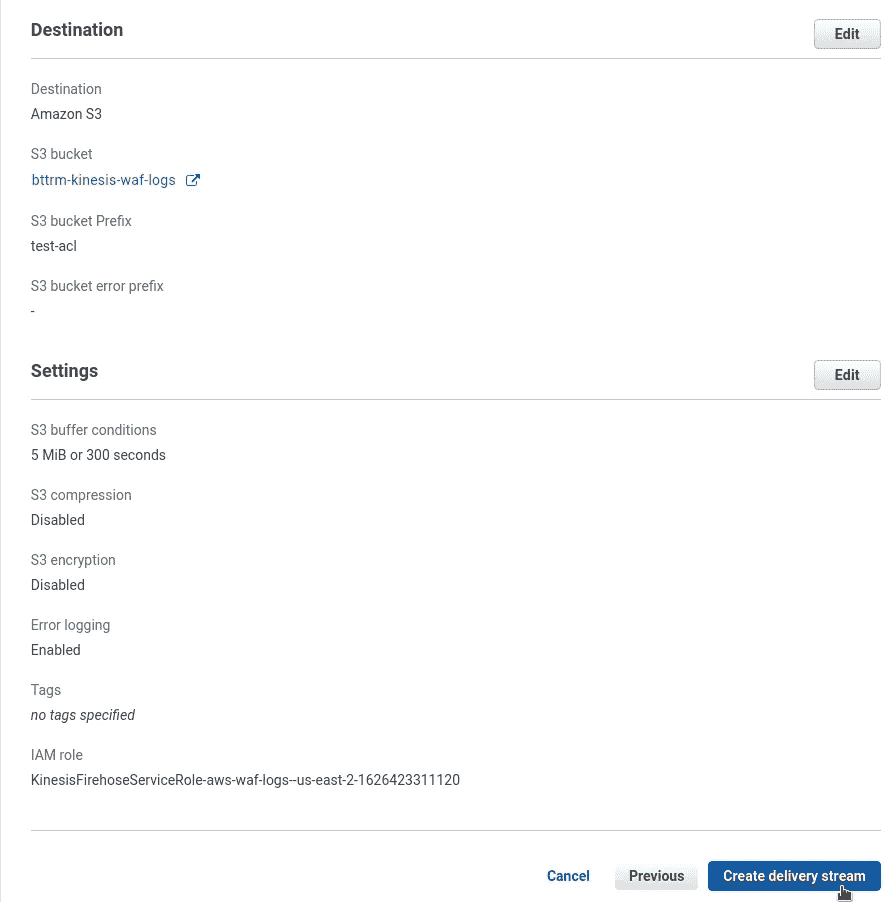 Destination
Edit
Destination
Amazon S3
S3 bucket
bttrm-kinesis-waf-logs
S3 bucket Prefix
test-acl
S3 bucket error prefix
-
Settings
Edit
S3 buffer conditions
5 MiB or 300 seconds
S3 compression
Disabled
S3 encryption
Disabled
Error logging
Enabled
Tags
no tags specified
IAM role
KinesisFirehoseServiceRole-aws-waf-logs--us-east-2-1626423311120
Cancel
Previous
Create delivery stream